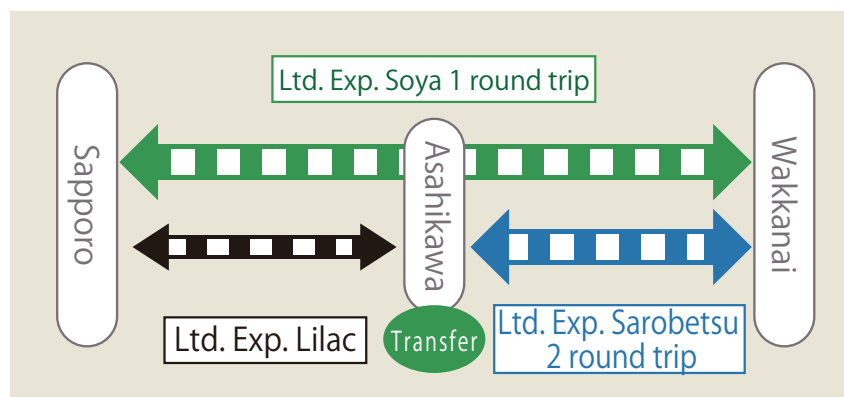 Ltd. Exp. Soya 1 round trip
Sapporo
Asahikawa
Wakkanai
Ltd. Exp. Lilac
Transfer
Ltd. Exp. Sarobetsu
2 round trip